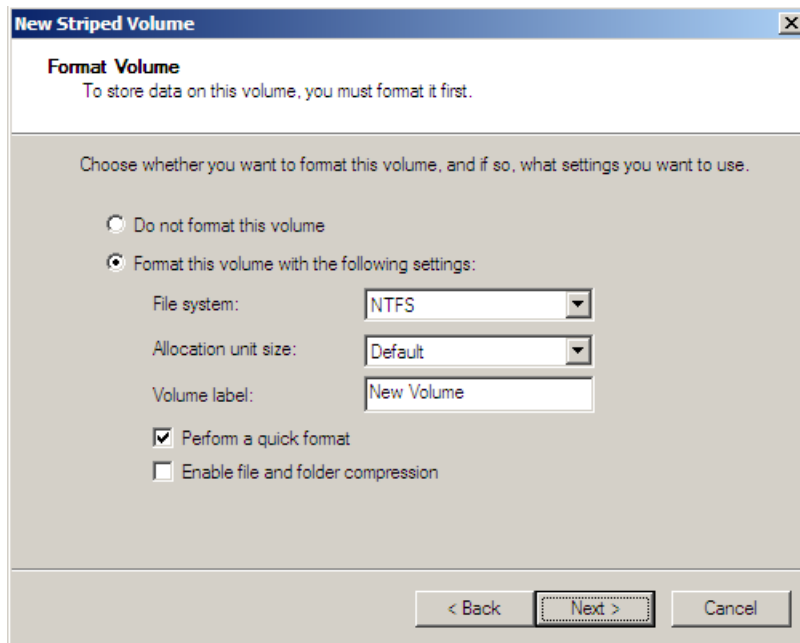 New Striped Volume
Format Volume
To store data on this volume, you must format it first.
Choose whether you want to format this volume, and if so, what settings you want to use.
Do not format this volume
Format this volume with the following settings:
File system: NTFS
Allocation unit size: Default
Volume label: New Volume
Perform a quick format
Enable file and folder compression
< Back Next > Cancel